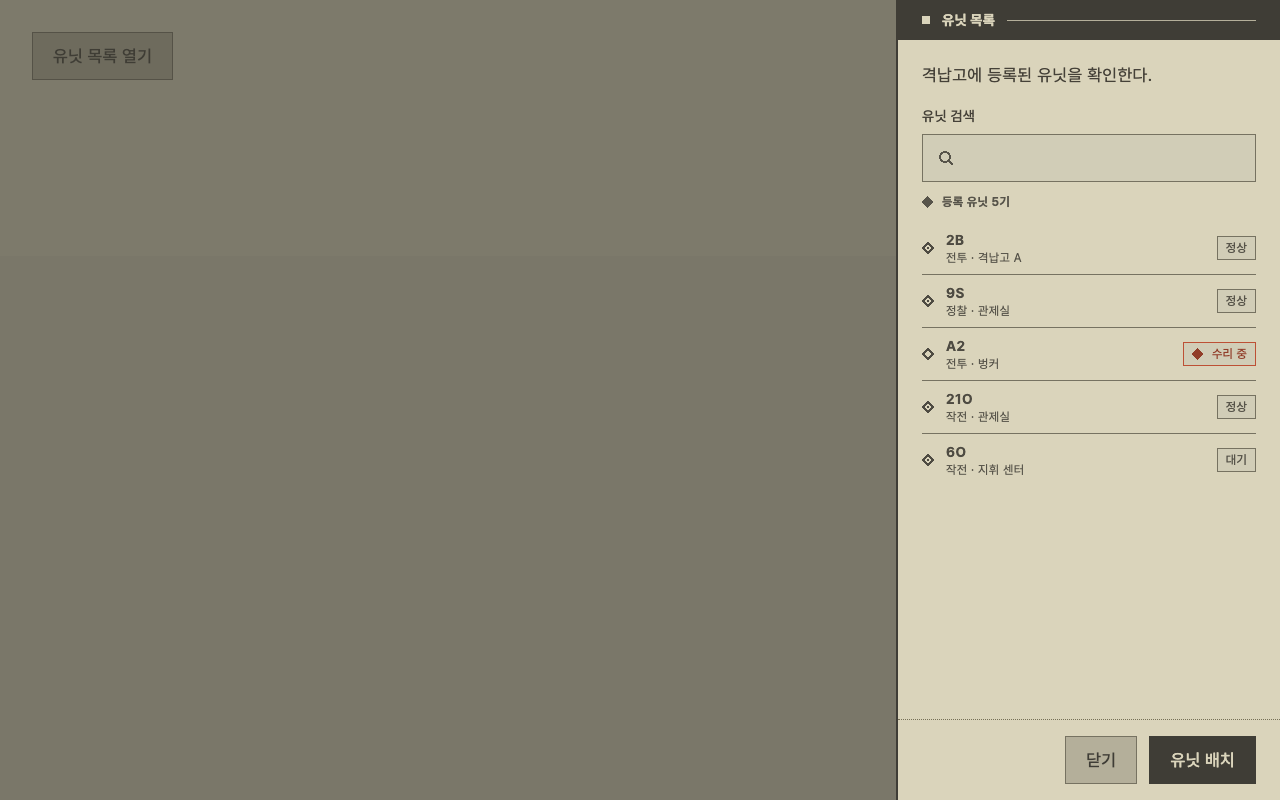 유닛 목록 열기
유닛 목록
격납고에 등록된 유닛을 확인한다.
유닛 검색
등록 유닛 5기
2B
전투 · 격납고 A
정상
9S
정찰 · 관제실
정상
A2
전투 · 벙커
수리 중
21O
작전 · 관제실
정상
6O
작전 · 지휘 센터
대기
닫기
유닛 배치